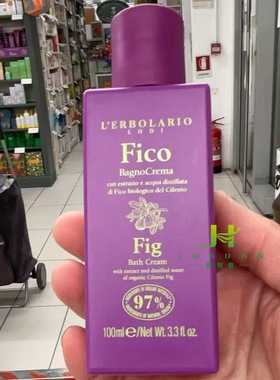 L'ERBOLARIO
LODI
Fico
BagnoCrema
con estratto e acqua distillata
di Fico biologico del Cilento
Fig
Bath Cream
with extract and distilled water
of organic Cilento Fig
97%
100ml e/Net Wt. 3.3 fl. oz.